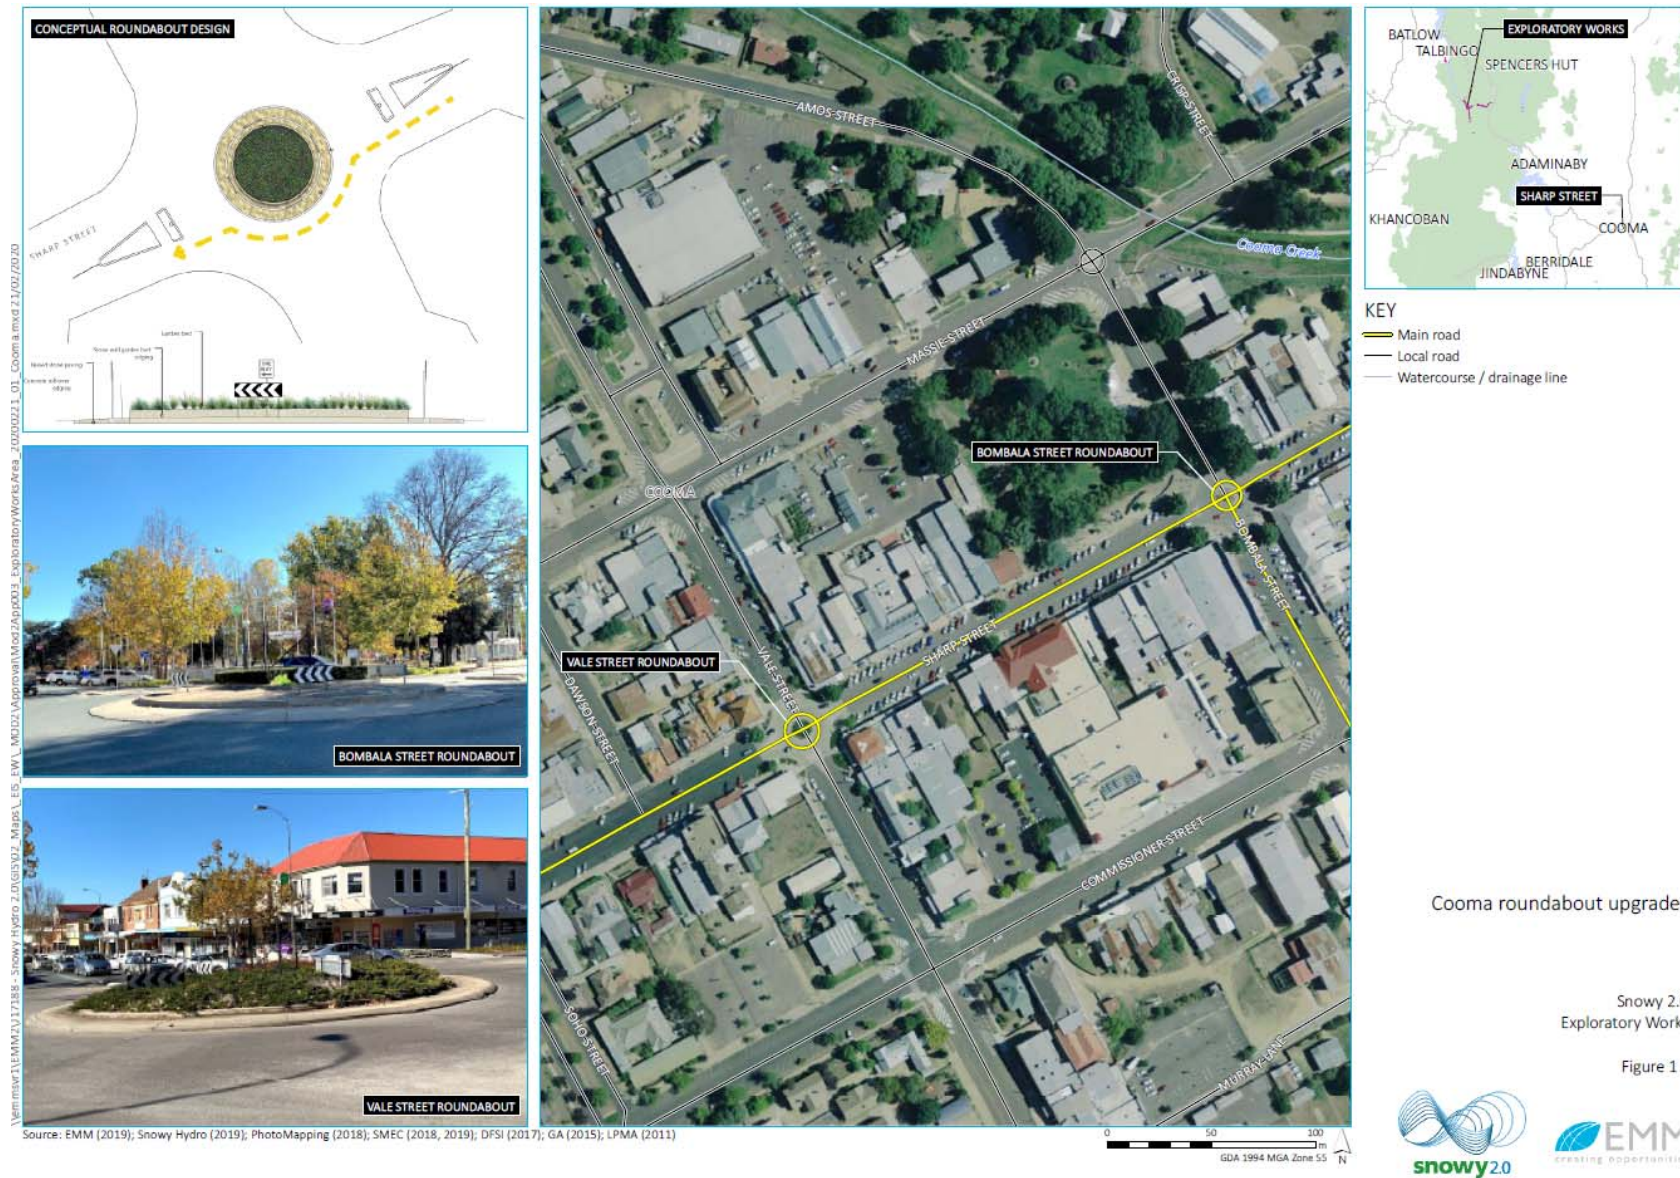 CONCEPTUAL ROUNDABOUT DESIGN
SHARP STREET
Garden bed
BOMBALA STREET ROUNDABOUT
VALE STREET ROUNDABOUT
Source: EMM (2019); Snowy Hydro (2019); PhotoMapping (2018); SMEC (2018, 2019); DFSI (2017); GA (2015); LPMA (2011)
AMOS STREET
CRISP STREET
Cooma Creek
MASSIE STREET
BOMBALA STREET ROUNDABOUT
COOMA
BOMBALA STREET
SHARP STREET
VALE STREET ROUNDABOUT
VALE STREET
DAWSON STREET
COMMISSIONER STREET
SOHO STREET
MURRAY LANE
0 50 100
m
GDA 1994 MGA Zone 55
N
EXPLORATORY WORKS
BATLOW
TALBINGO
SPENCERS HUT
ADAMINABY
SHARP STREET
KHANCOBAN
COOMA
BERRIDALE
JINDABYNE
KEY
Main road
Local road
Watercourse / drainage line
Cooma roundabout upgrade
Snowy 2.
Exploratory Work
Figure 1
snowy2.0
EMM
creating opportunities